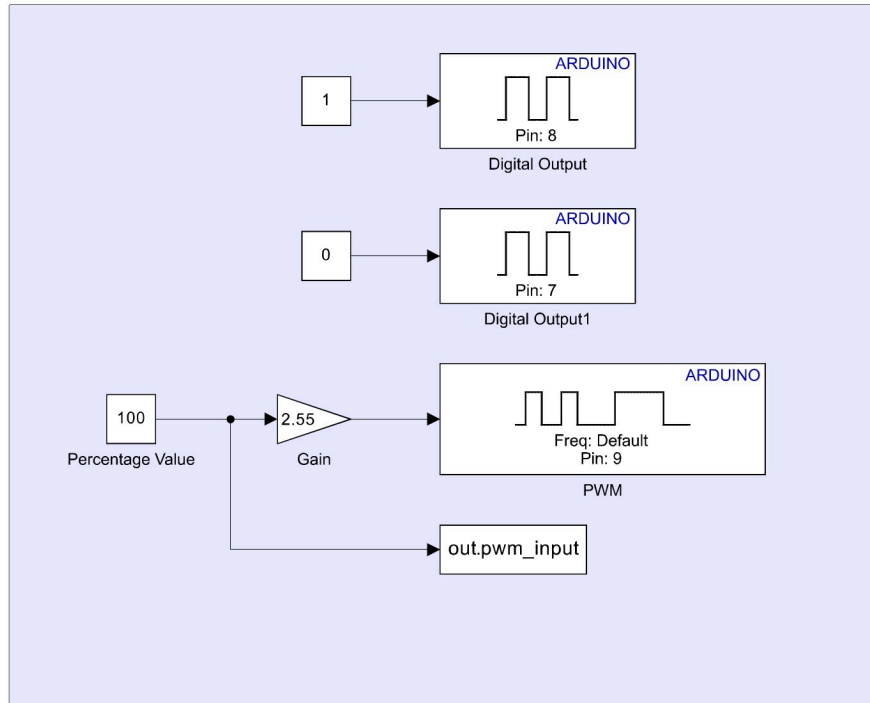 ARDUINO
1
Pin: 8
Digital Output
ARDUINO
0
Pin: 7
Digital Output1
ARDUINO
100
2.55
Freq: Default
Pin: 9
Percentage Value
Gain
PWM
out.pwm_input